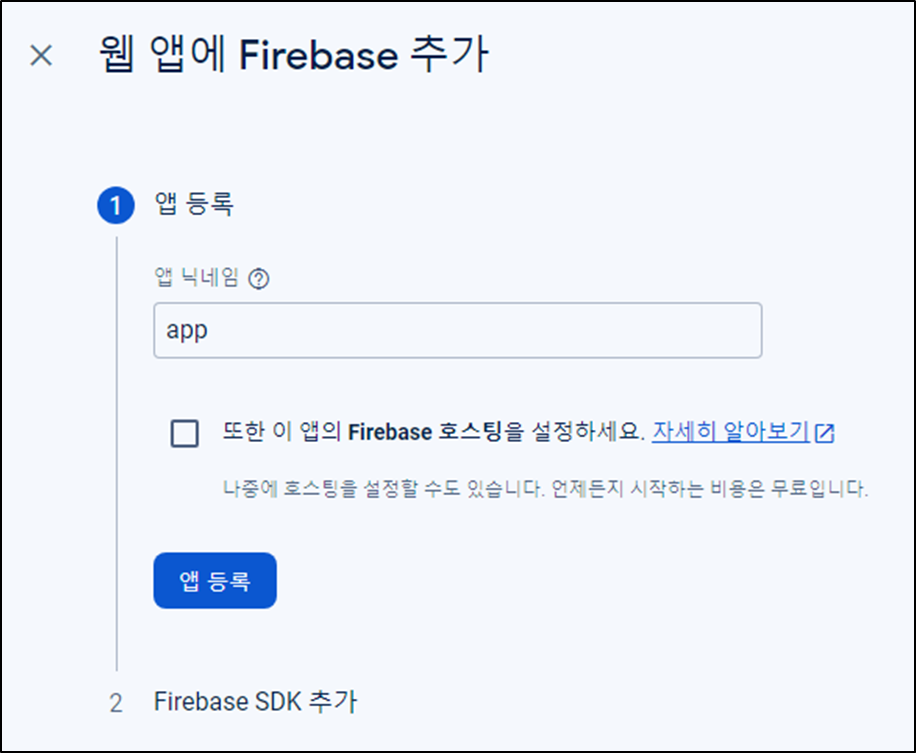 웹 앱에 Firebase 추가
1 앱 등록
앱 닉네임
app
또한 이 앱의 Firebase 호스팅을 설정하세요. 자세히 알아보기
나중에 호스팅을 설정할 수도 있습니다. 언제든지 시작하는 비용은 무료입니다.
앱 등록
2 Firebase SDK 추가